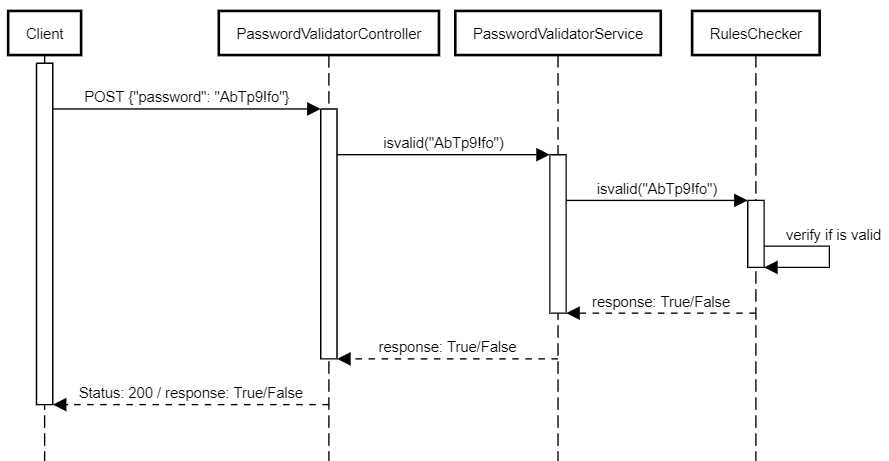 Client
PasswordValidatorController
PasswordValidatorService
RulesChecker
POST {"password": "AbTp9!fo"}
isvalid("AbTp9!fo")
isvalid("AbTp9!fo")
verify if is valid
response: True/False
response: True/False
Status: 200 / response: True/False